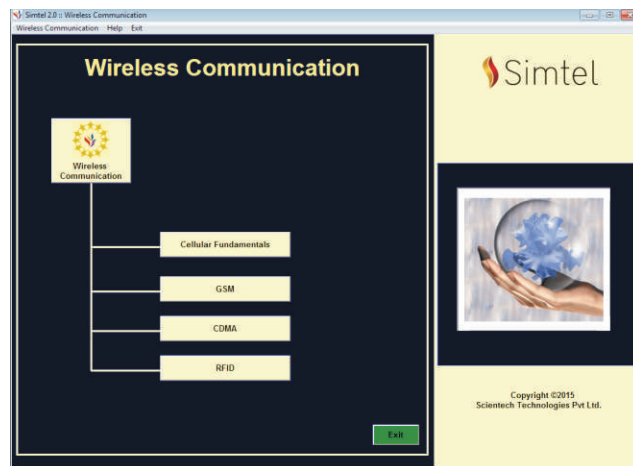 Simtel 2.0 :: Wireless Communication
Wireless Communication Help Exit
Wireless Communication
Simtel
Wireless
Communication
Cellular Fundamentals
GSM
CDMA
RFID
Exit
Copyright ©2015
Scientech Technologies Pvt Ltd.